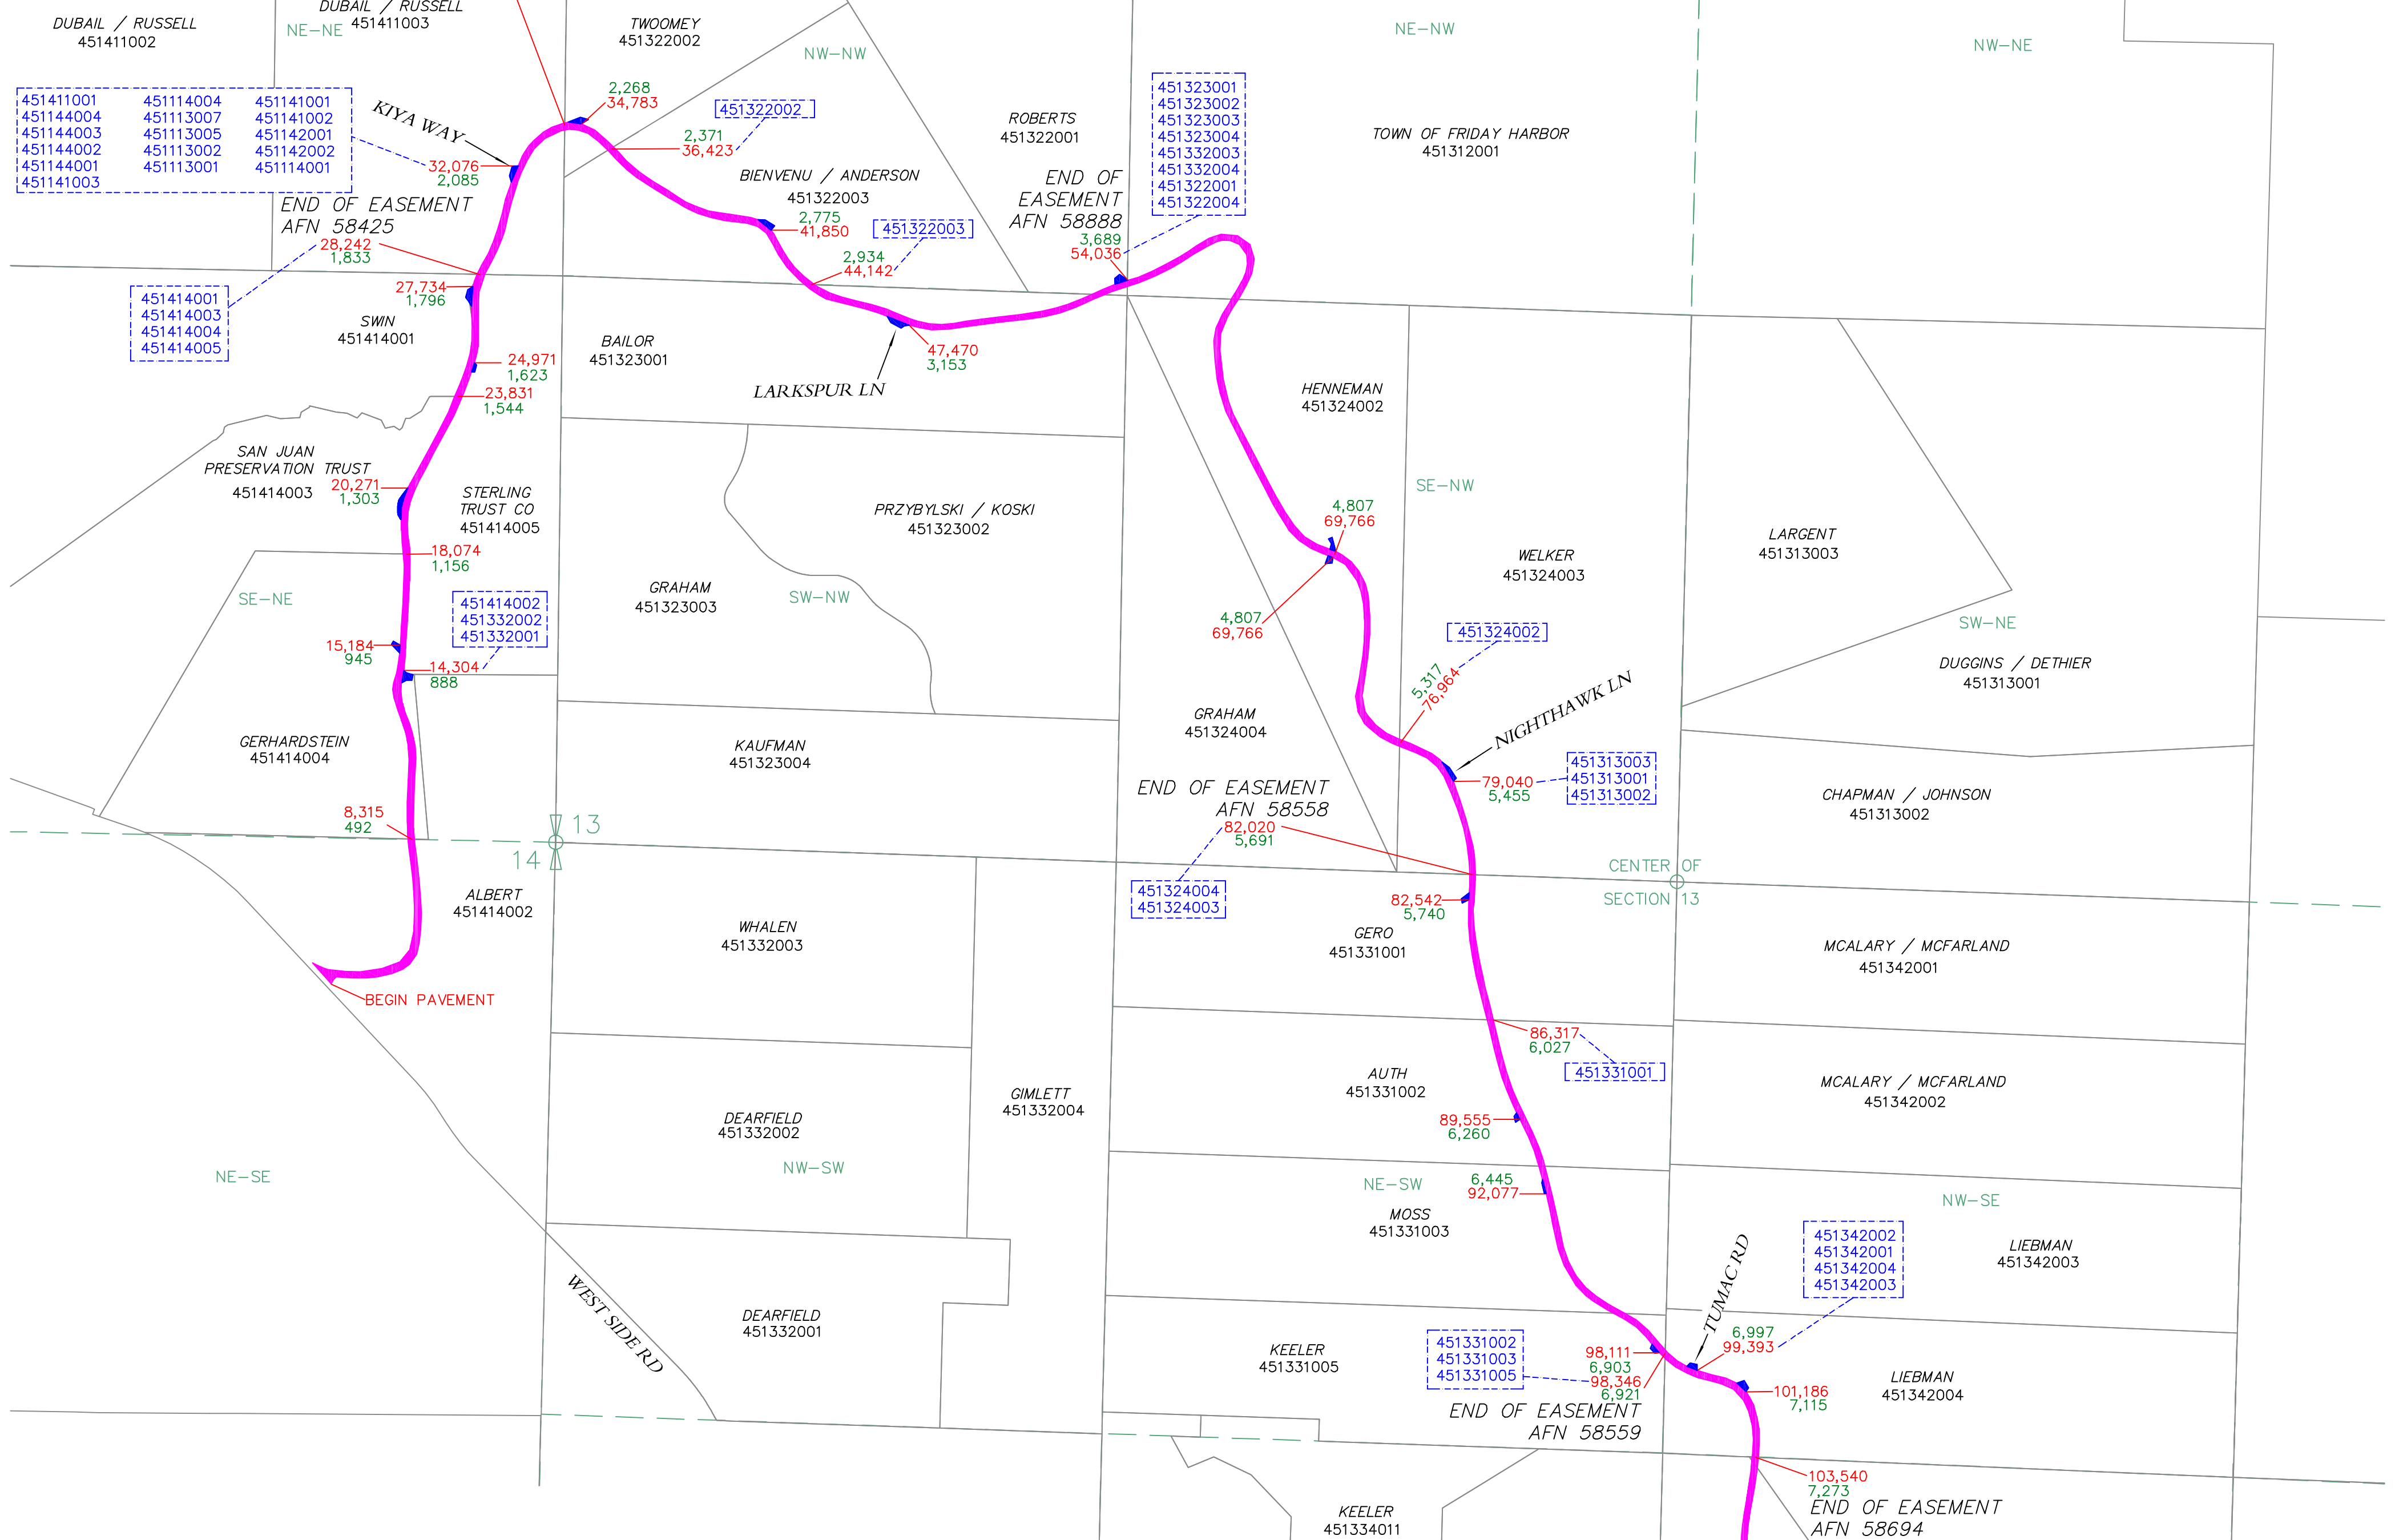 DUBAIL / RUSSELL
451411002
NE-NE
DUBAIL / RUSSELL
451411003
TWOOMEY
451322002
NW-NW
NE-NW
NW-NE
451411001 451114004 451141001
451144004 451113007 451141002
451144003 451113005 451142001
451144002 451113002 451142002
451144001 451113001 451114001
451141003
KIYA WAY
32,076
2,085
2,268
34,783
451322002
2,371
36,423
ROBERTS
451322001
451323001
451323002
451323003
451323004
451332003
451332004
451322001
451322004
TOWN OF FRIDAY HARBOR
451312001
BIENVENU / ANDERSON
451322003
2,775
41,850
451322003
2,934
44,142
END OF
EASEMENT
AFN 58888
3,689
54,036
END OF EASEMENT
AFN 58425
28,242
1,833
451414001
451414003
451414004
451414005
27,734
1,796
SWIN
451414001
24,971
1,623
23,831
1,544
BAILOR
451323001
47,470
3,153
LARKSPUR LN
HENNEMAN
451324002
SAN JUAN
PRESERVATION TRUST
451414003
20,271
1,303
STERLING
TRUST CO
451414005
PRZYBYLSKI / KOSKI
451323002
SE-NW
4,807
69,766
LARGENT
451313003
WELKER
451324003
18,074
1,156
SE-NE
451414002
451332002
451332001
GRAHAM
451323003
SW-NW
4,807
69,766
451324002
SW-NE
15,184
945
14,304
888
5,317
76,964
NIGHTHAWK LN
DUGGINS / DETHIER
451313001
GERHARDSTEIN
451414004
KAUFMAN
451323004
GRAHAM
451324004
451313003
451313001
451313002
79,040
5,455
CHAPMAN / JOHNSON
451313002
END OF EASEMENT
AFN 58558
82,020
5,691
8,315
492
13
14
CENTER OF
SECTION 13
451324004
451324003
82,542
5,740
ALBERT
451414002
WHALEN
451332003
GERO
451331001
MCALARY / MCFARLAND
451342001
BEGIN PAVEMENT
86,317
6,027
451331001
AUTH
451331002
MCALARY / MCFARLAND
451342002
GIMLETT
451332004
DEARFIELD
451332002
89,555
6,260
NW-SW
NE-SE
NE-SW
6,445
92,077
NW-SE
MOSS
451331003
451342002
451342001
451342004
451342003
LIEBMAN
451342003
TUMAC RD
WEST SIDE RD
DEARFIELD
451332001
KEELER
451331005
451331002
451331003
451331005
98,111
6,903
98,346
6,921
6,997
99,393
101,186
7,115
LIEBMAN
451342004
END OF EASEMENT
AFN 58559
103,540
7,273
END OF EASEMENT
AFN 58694
KEELER
451334011